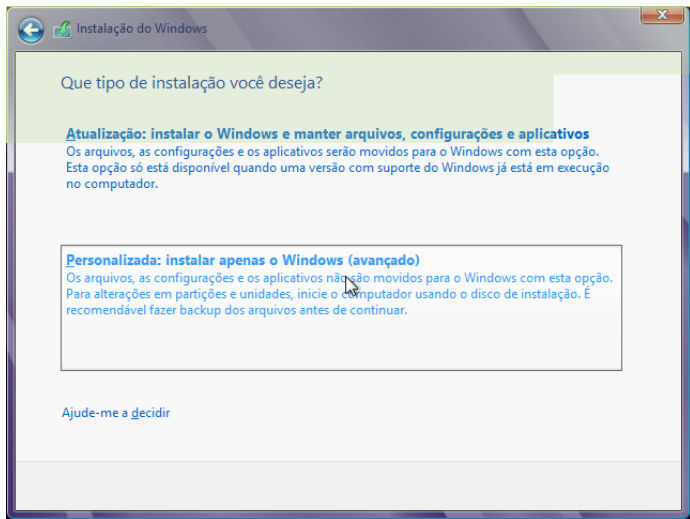 Instalação do Windows
Que tipo de instalação você deseja?
Atualização: instalar o Windows e manter arquivos, configurações e aplicativos
Os arquivos, as configurações e os aplicativos serão movidos para o Windows com esta opção.
Esta opção só está disponível quando uma versão com suporte do Windows já está em execução
no computador.
Personalizada: instalar apenas o Windows (avançado)
Os arquivos, as configurações e os aplicativos não são movidos para o Windows com esta opção.
Para alterações em partições e unidades, inicie o computador usando o disco de instalação. É
recomendável fazer backup dos arquivos antes de continuar.
Ajude-me a decidir